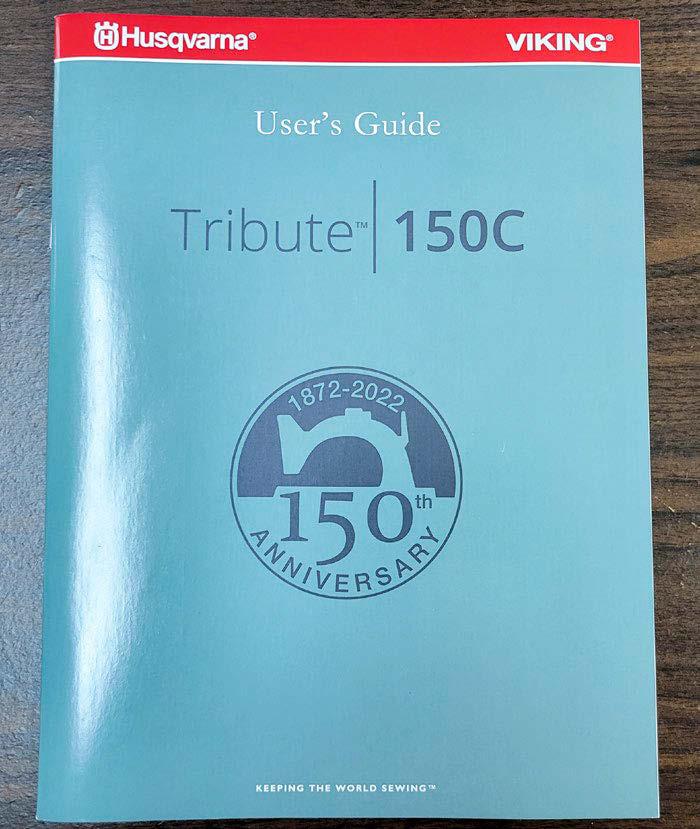 Husqvarna® VIKING®
User's Guide
Tribute™ 150C
1872-2022
150th
ANNIVERSARY
KEEPING THE WORLD SEWING™